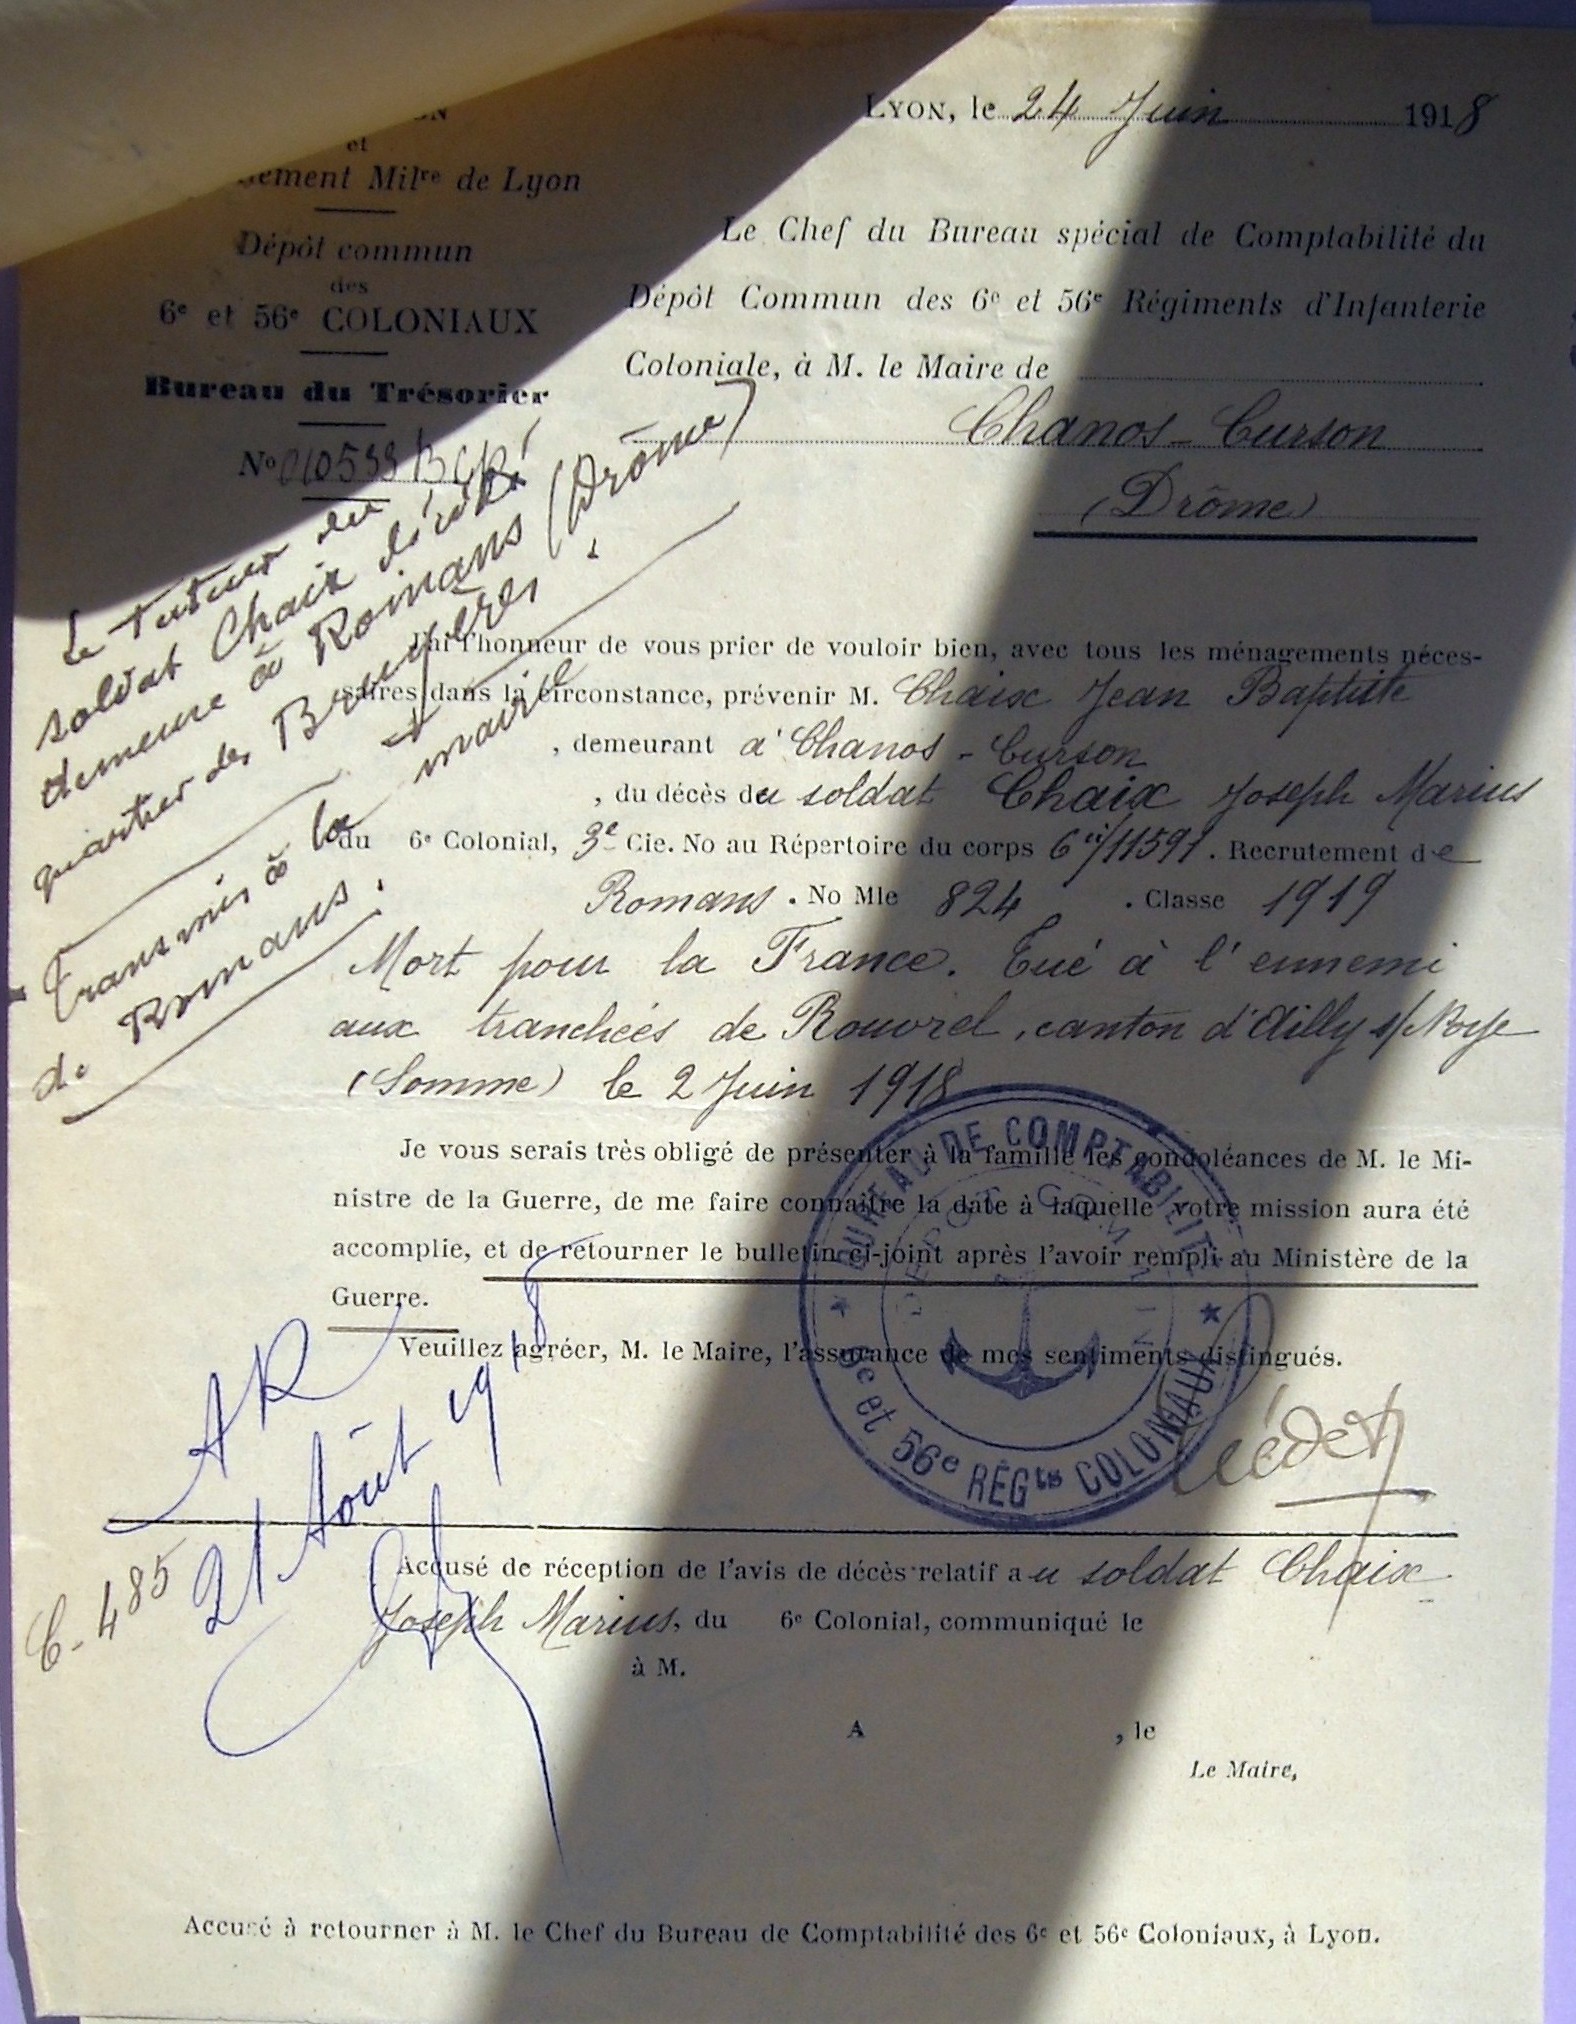 et
Milre de Lyon
Dépôt commun
des
6e et 56e COLONIAUX
Bureau du Trésorier
No
LYON, le 24 Juin 1918
Le Chef du Bureau spécial de Comptabilité du
Dépôt Commun des 6e et 56e Régiments d'Infanterie
Coloniale, à M. le Maire de
Chanos-Curson
(Drôme)
Le tuteur du
soldat Chaix décédé
demeure à Romans (Drôme)
quartier des Bruyères.
Transmis à la mairie
de Romans.
J'ai l'honneur de vous prier de vouloir bien, avec tous les ménagements néces-
saires dans la circonstance, prévenir M. Chaix Jean Baptiste
, demeurant à Chanos-Curson
, du décès du soldat Chaix Joseph Marius
du 6e Colonial, 3e Cie. No au Répertoire du corps 6 11591. Recrutement de
Romans. No Mle 824. Classe 1919
Mort pour la France. Tué à l'ennemi
aux tranchées de Rouvrel, canton d'Ailly s/ Noye
(Somme) le 2 Juin 1918
Je vous serais très obligé de présenter à la famille les condoléances de M. le Mi-
nistre de la Guerre, de me faire connaître la date à laquelle votre mission aura été
accomplie, et de retourner le bulletin ci-joint après l'avoir rempli au Ministère de la
Guerre.
Veuillez agréer, M. le Maire, l'assurance de mes sentiments distingués.
BUREAU DE COMPTABILITÉ
DÉPOT COMMUN
6e et 56e RÉGts COLONIAUX
AR
21 Août 1918
C-485
Accusé de réception de l'avis de décès relatif au soldat Chaix
Joseph Marius, du 6e Colonial, communiqué le
à M.
A , le
Le Maire,
Accusé à retourner à M. le Chef du Bureau de Comptabilité des 6e et 56e Coloniaux, à Lyon.